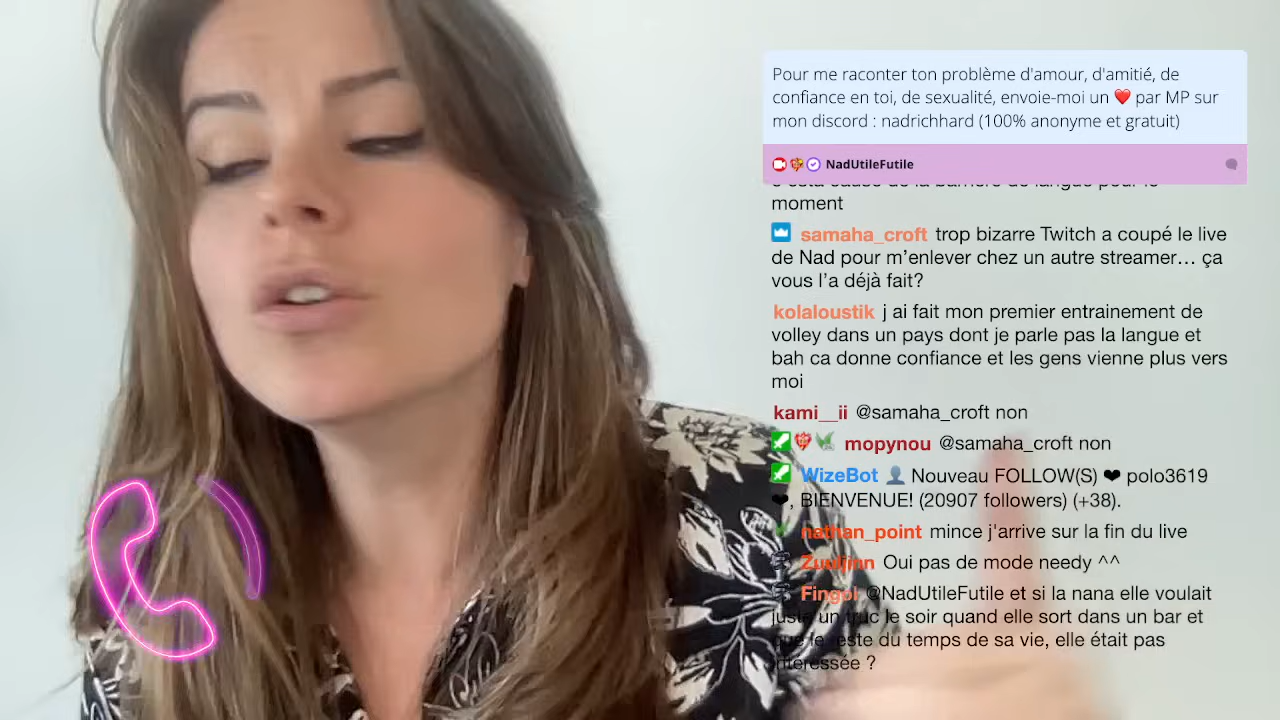 Pour me raconter ton problème d'amour, d'amitié, de
confiance en toi, de sexualité, envoie-moi un ❤️ par MP sur
mon discord : nadrichhard (100% anonyme et gratuit)
NadUtileFutile
moment
samaha_croft trop bizarre Twitch a coupé le live
de Nad pour m’enlever chez un autre streamer… ça
vous l’a déjà fait?
kolaloustik j ai fait mon premier entrainement de
volley dans un pays dont je parle pas la langue et
bah ca donne confiance et les gens vienne plus vers
moi
kami__ii @samaha_croft non
mopynou @samaha_croft non
WizeBot 👤 Nouveau FOLLOW(S) ❤ polo3619
❤, BIENVENUE! (20907 followers) (+38).
nathan_point mince j'arrive sur la fin du live
Oui pas de mode needy ^^
@NadUtileFutile et si la nana elle voulait
juste un truc le soir quand elle sort dans un bar et
que le reste du temps de sa vie, elle était pas
interessée ?